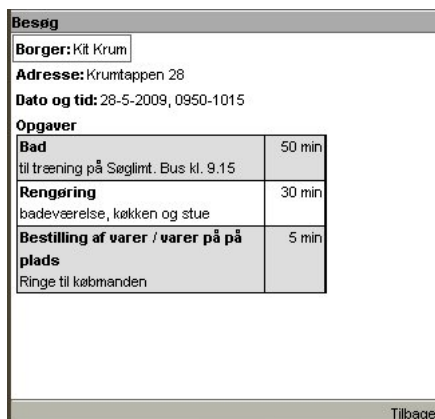 Besøg
Borger: Kit Krum
Adresse: Krumtappen 28
Dato og tid: 28-5-2009, 0950-1015
Opgaver
Bad 50 min
til træning på Søglimt. Bus kl. 9.15
Rengøring 30 min
badeværelse, køkken og stue
Bestilling af varer / varer på på 5 min
plads
Ringe til købmanden
Tilbage